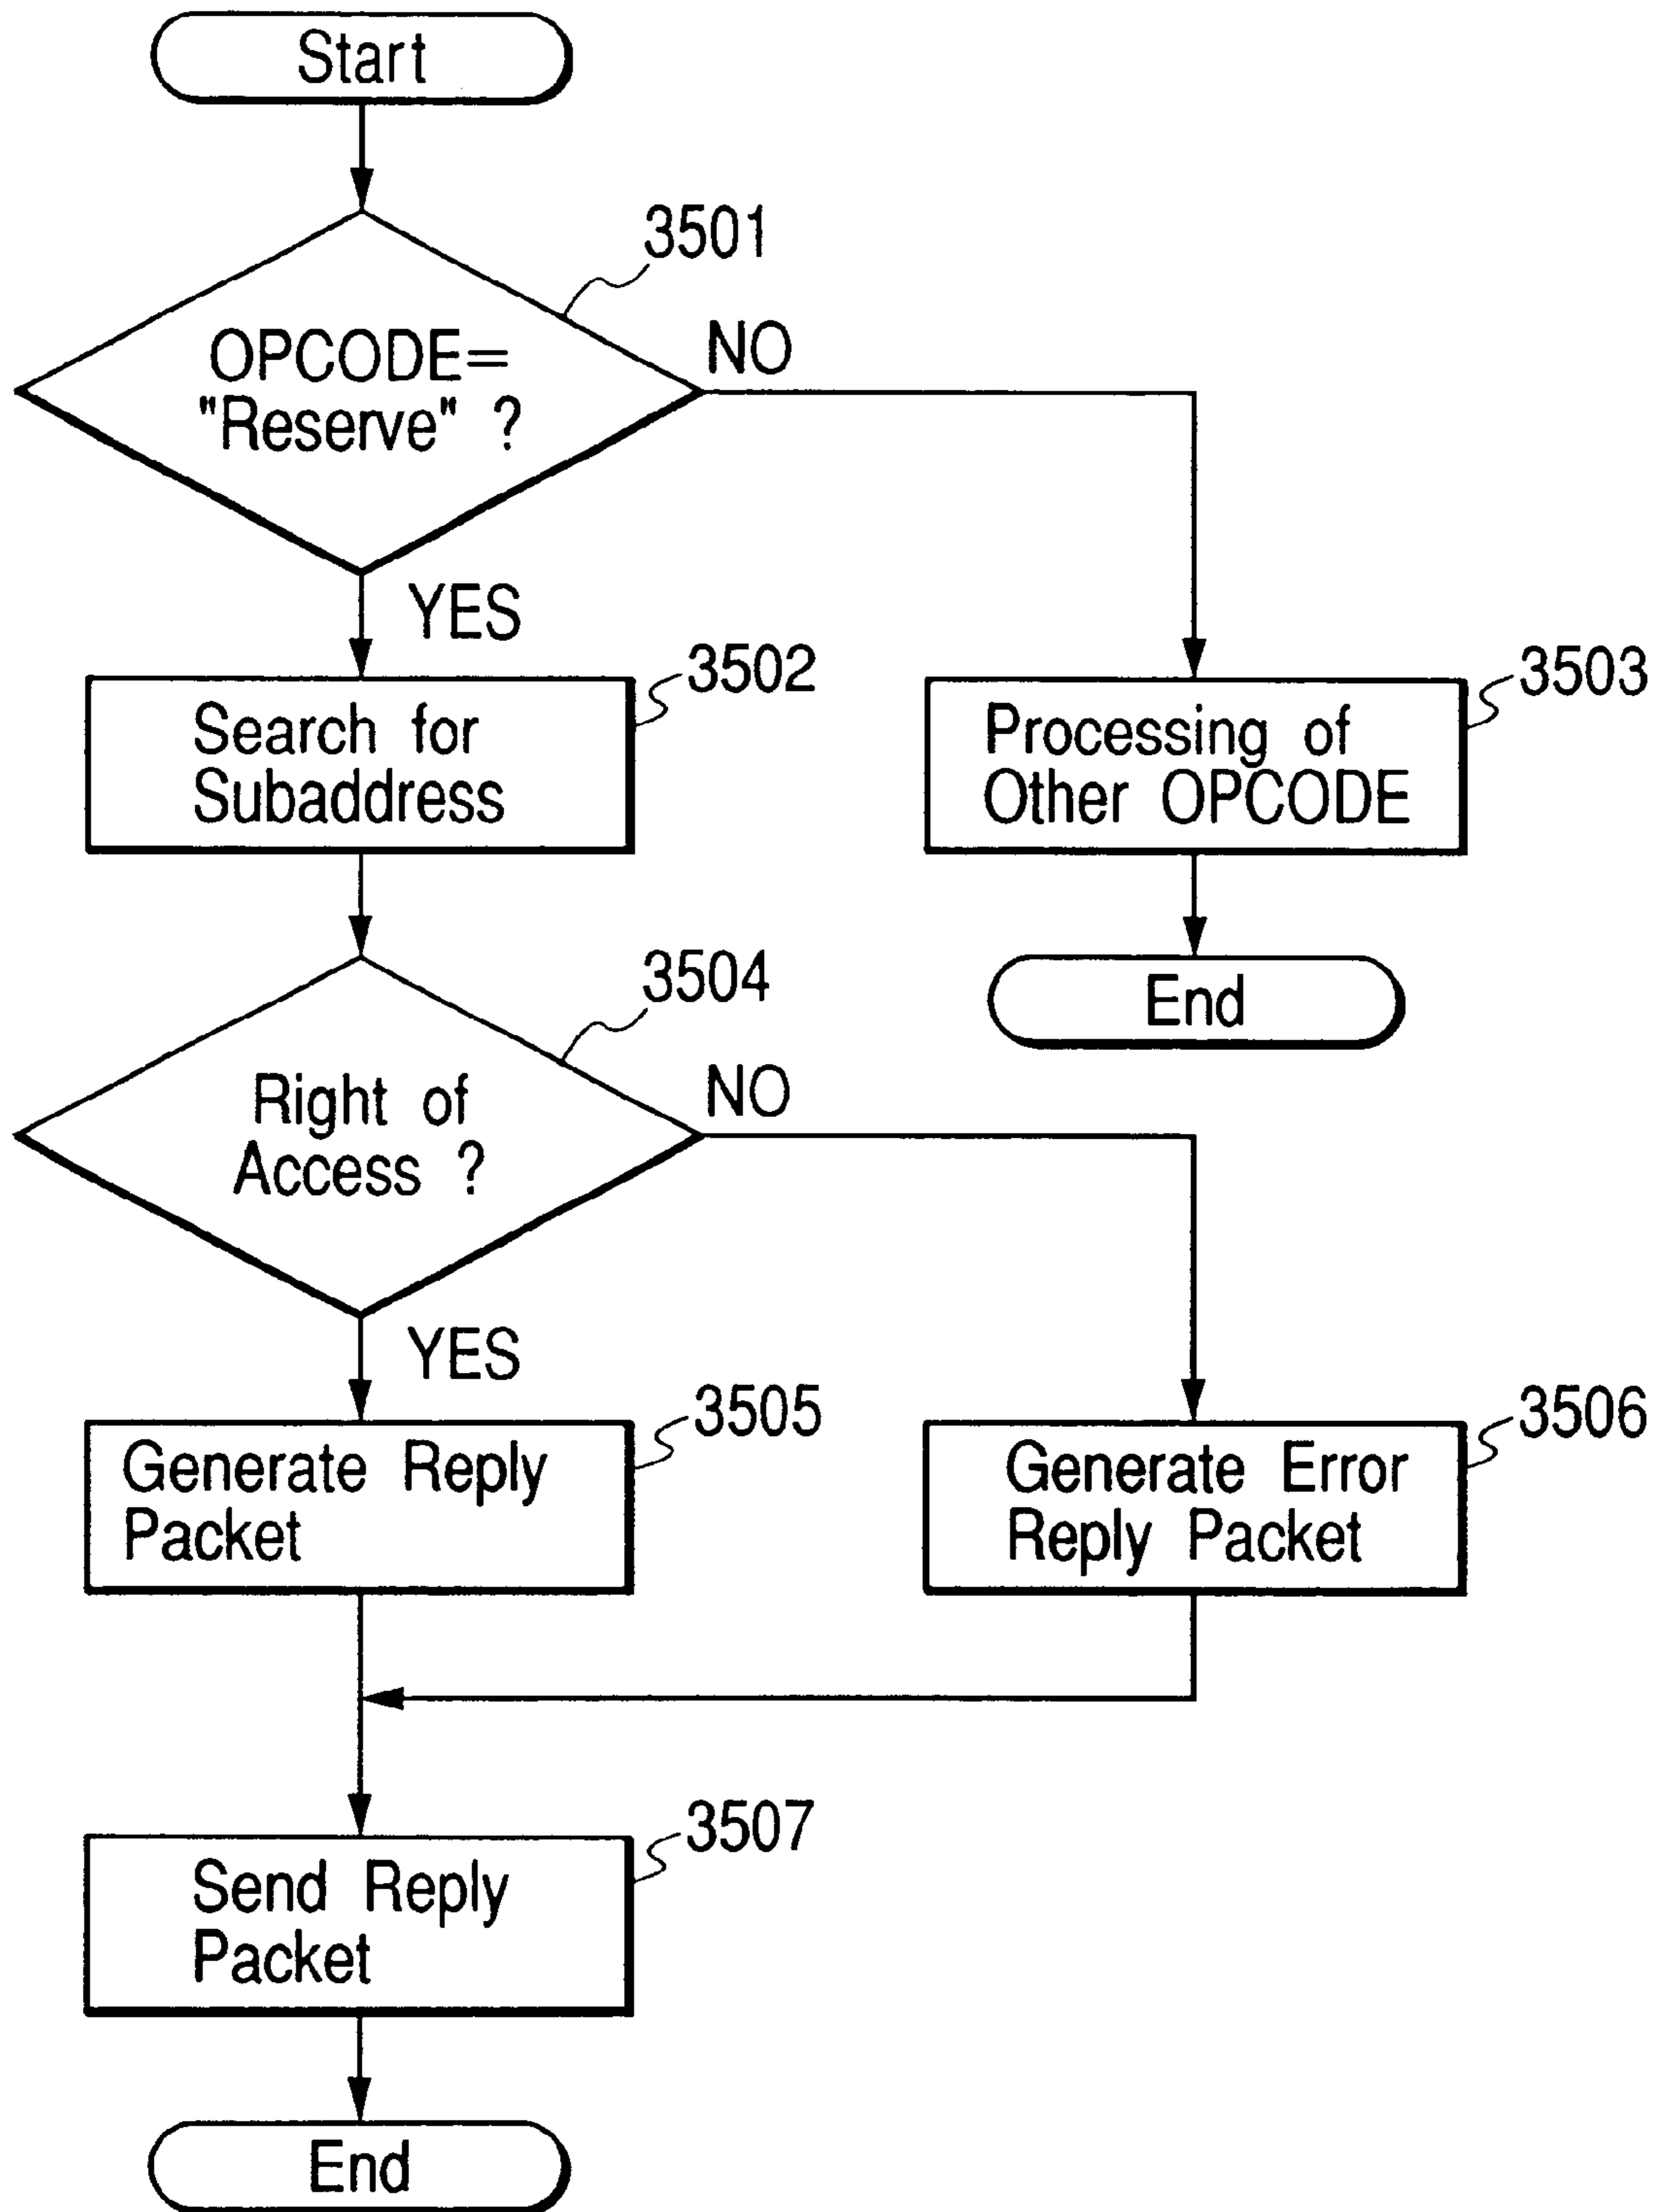 Start
3501
OPCODE=
"Reserve" ?
NO
YES
3502
Search for
Subaddress
3503
Processing of
Other OPCODE
End
3504
Right of
Access ?
NO
YES
3505
Generate Reply
Packet
3506
Generate Error
Reply Packet
3507
Send Reply
Packet
End